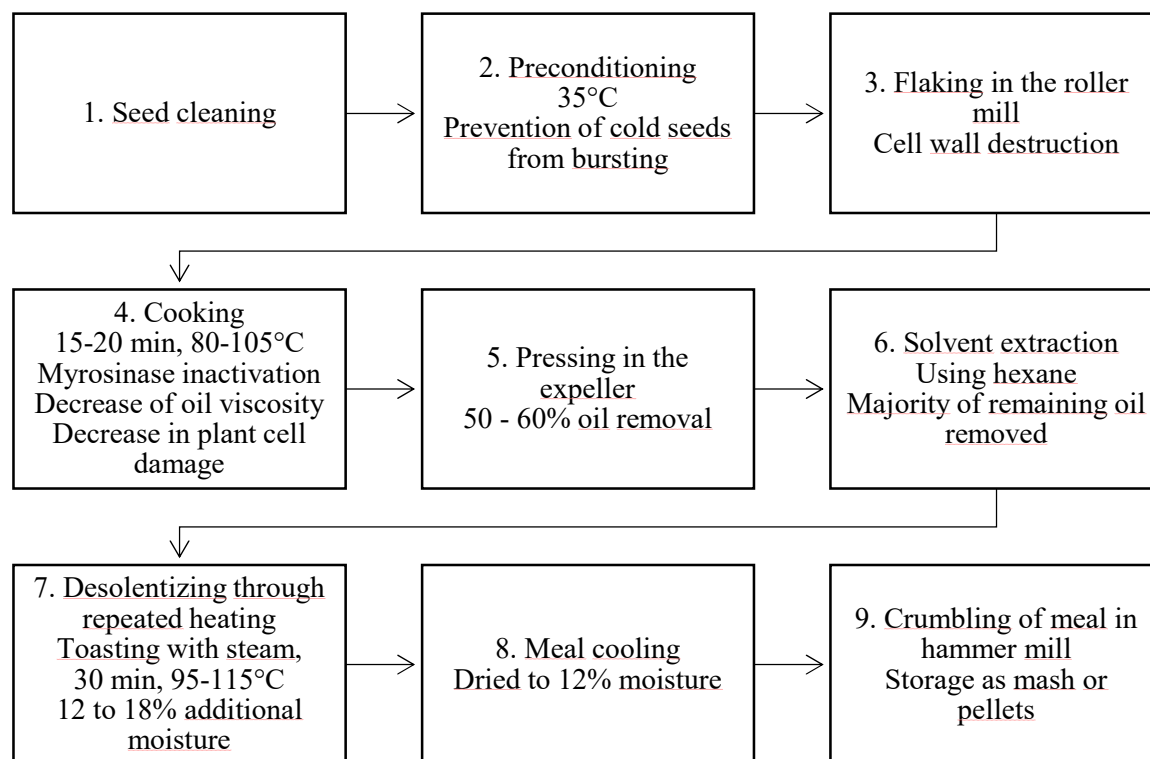 1. Seed cleaning
2. Preconditioning
35°C
Prevention of cold seeds
from bursting
3. Flaking in the roller
mill
Cell wall destruction
4. Cooking
15-20 min, 80-105°C
Myrosinase inactivation
Decrease of oil viscosity
Decrease in plant cell
damage
5. Pressing in the
expeller
50 - 60% oil removal
6. Solvent extraction
Using hexane
Majority of remaining oil
removed
7. Desolentizing through
repeated heating
Toasting with steam,
30 min, 95-115°C
12 to 18% additional
moisture
8. Meal cooling
Dried to 12% moisture
9. Crumbling of meal in
hammer mill
Storage as mash or
pellets